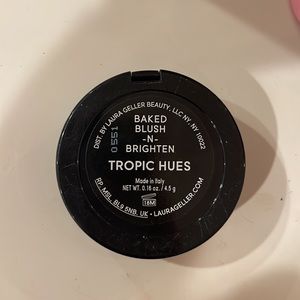 DIST. BY LAURA GELLER BEAUTY, LLC NY NY 10022
0551
BAKED
BLUSH
-N-
BRIGHTEN
TROPIC HUES
Made in Italy
NET WT. 0.16 oz. / 4.5 g
18M
RP, MSL, BL9 5NB, UK • LAURAGELLER.COM